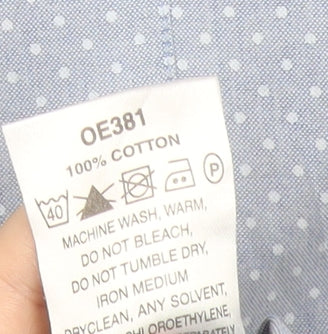 OE381
100% COTTON
40 P
MACHINE WASH, WARM,
DO NOT BLEACH,
DO NOT TUMBLE DRY,
IRON MEDIUM
DRYCLEAN, ANY SOLVENT,